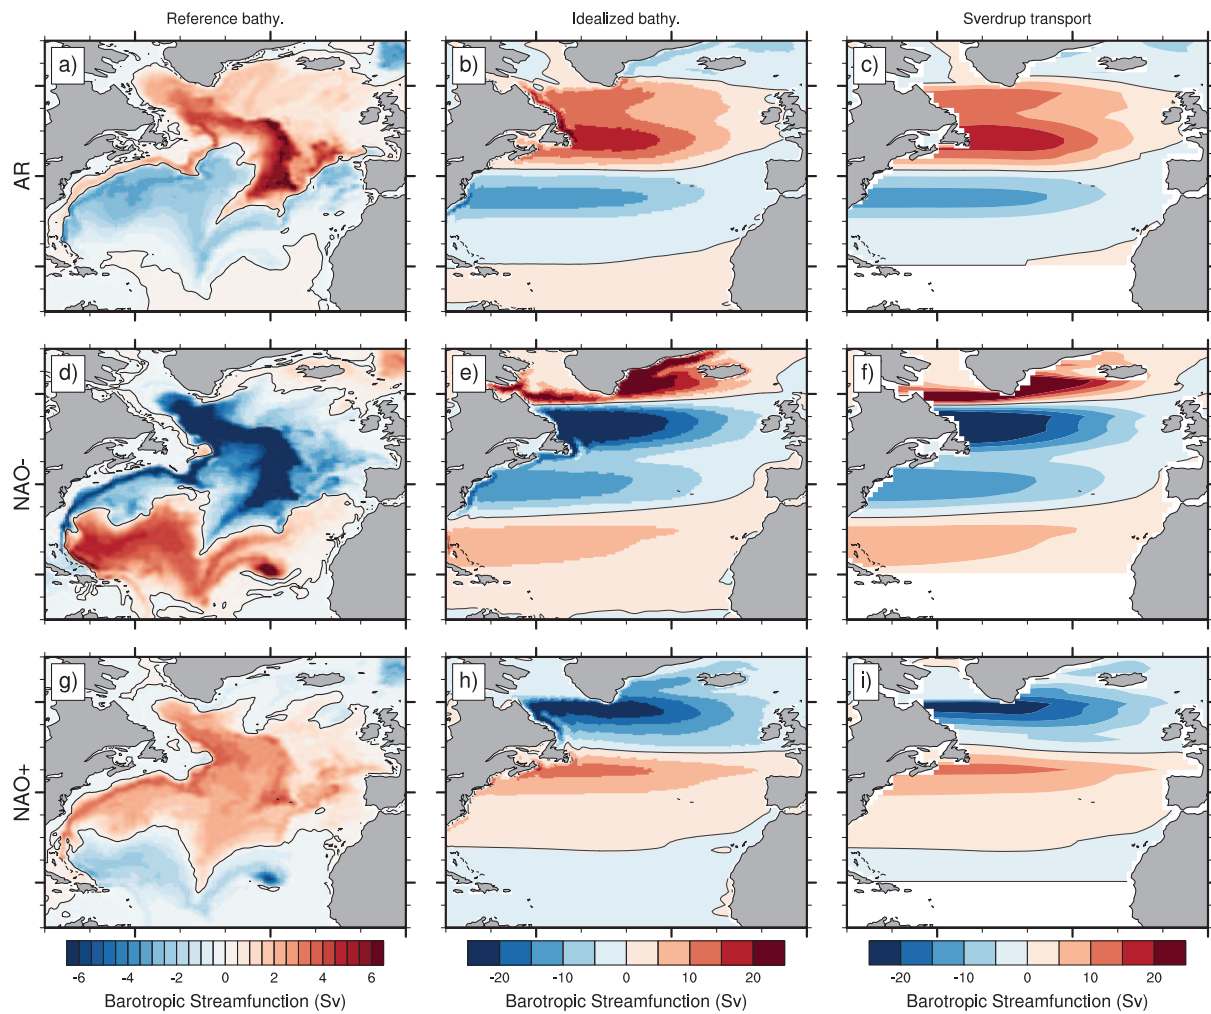 Reference bathy. Idealized bathy. Sverdrup transport
a) b) c)
AR
d) e) f)
NAO-
g) h) i)
NAO+
-6 -4 -2 0 2 4 6 -20 -10 0 10 20 -20 -10 0 10 20
Barotropic Streamfunction (Sv) Barotropic Streamfunction (Sv) Barotropic Streamfunction (Sv)